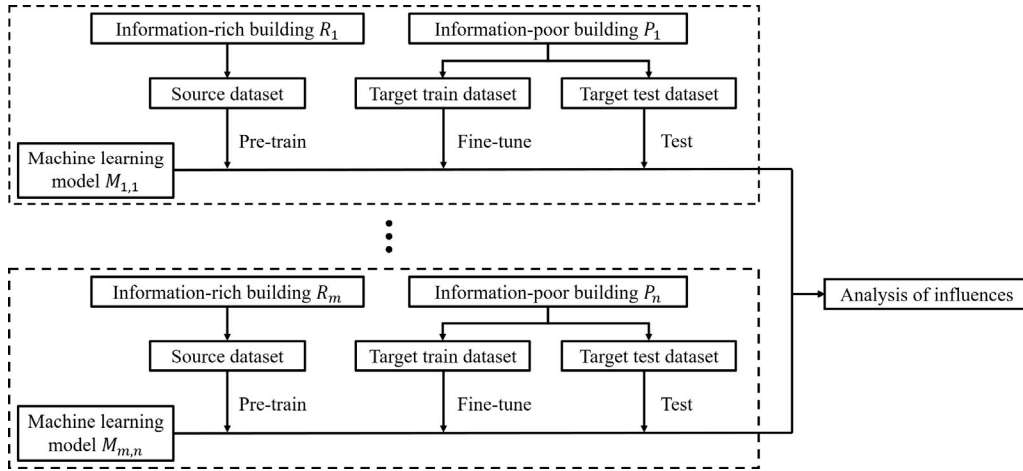 Information-rich building R₁
Information-poor building P₁
Source dataset
Target train dataset
Target test dataset
Pre-train
Fine-tune
Test
Machine learning
model M₁,₁
Information-rich building Rₘ
Information-poor building Pₙ
Analysis of influences
Source dataset
Target train dataset
Target test dataset
Pre-train
Fine-tune
Test
Machine learning
model Mₘ,ₙ